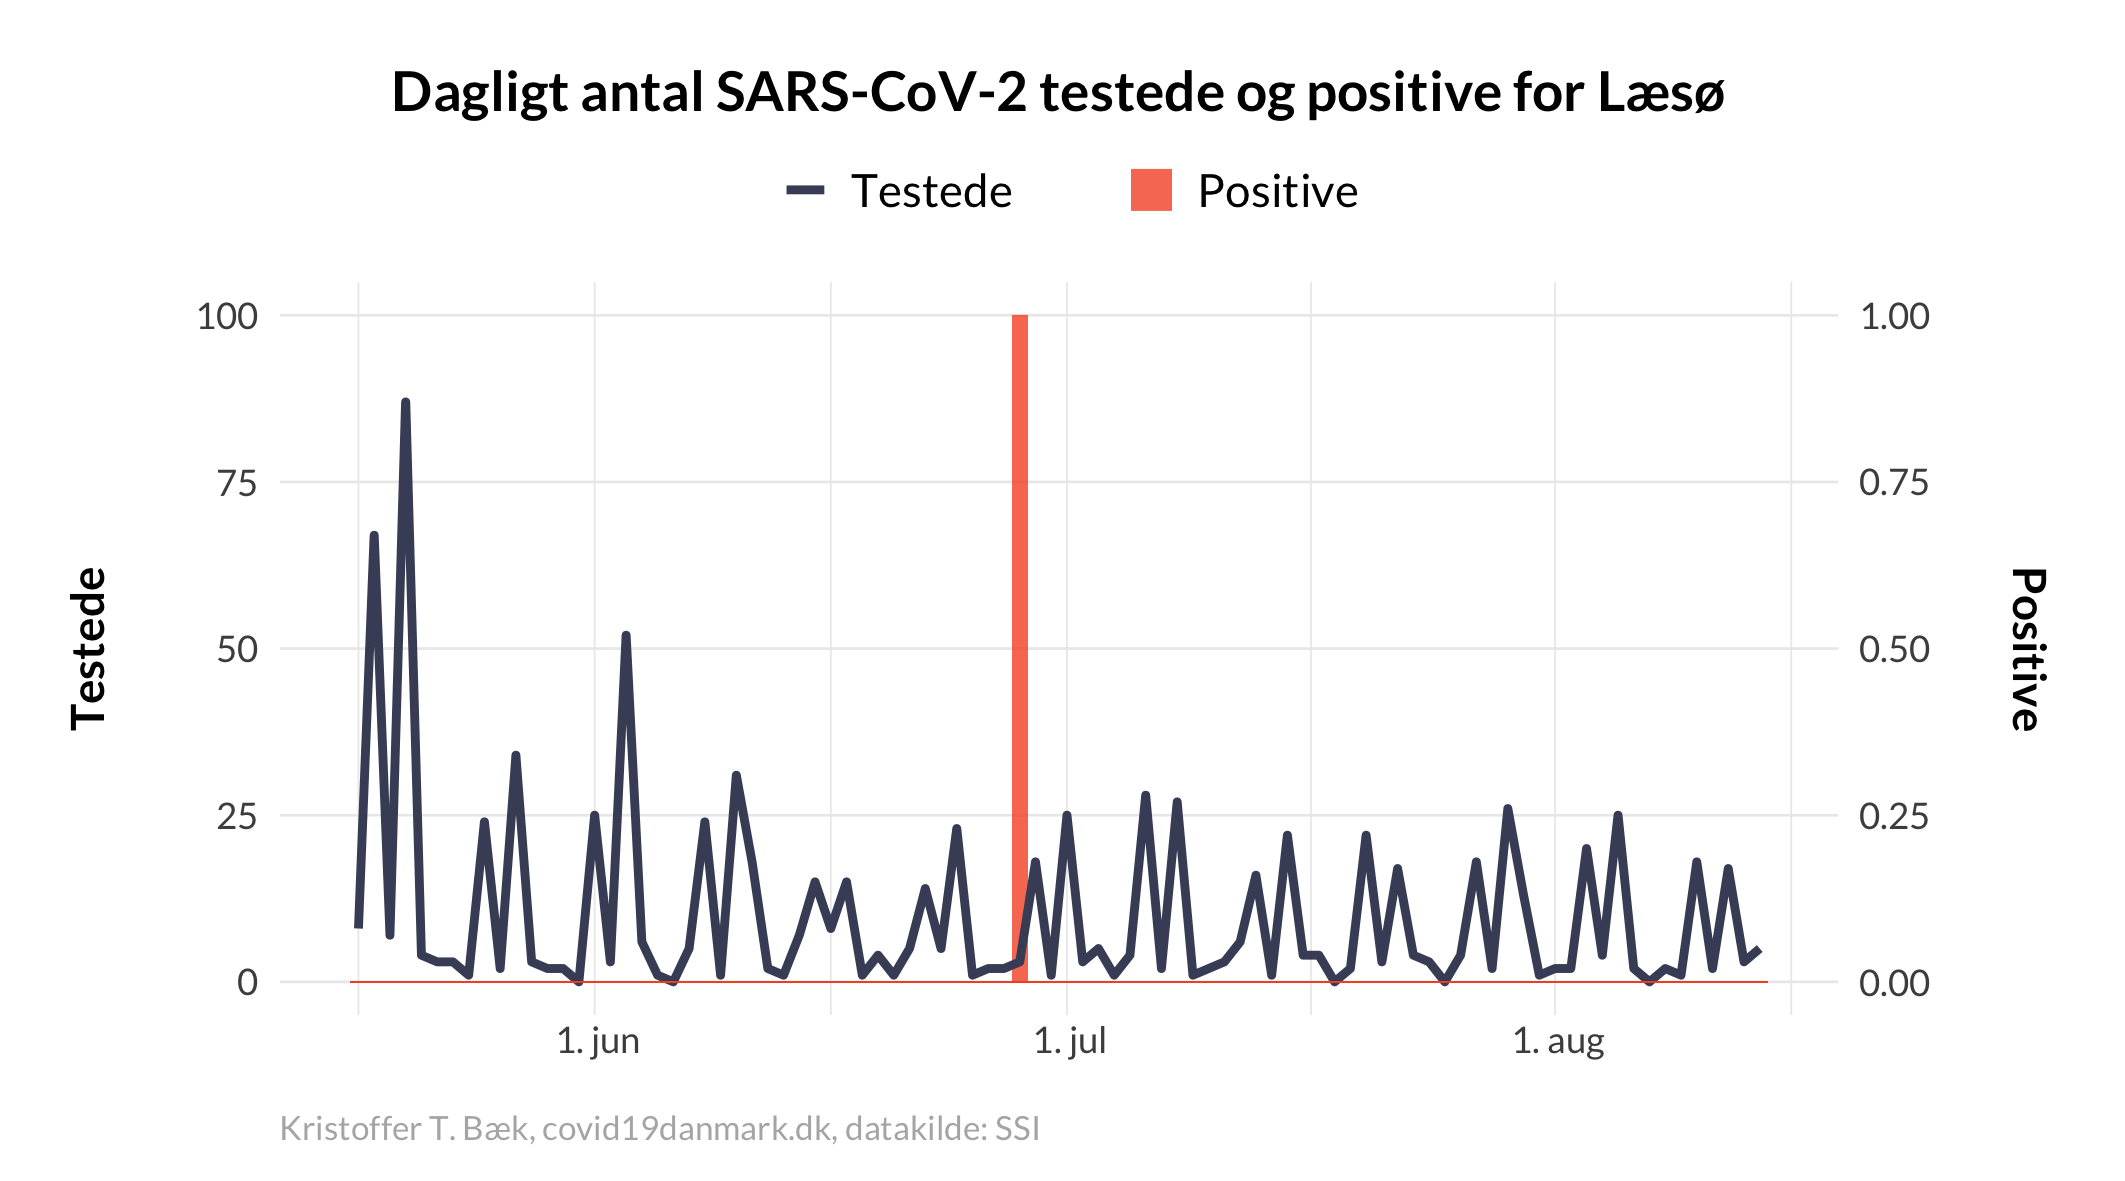 Dagligt antal SARS-CoV-2 testede og positive for Læsø
Testede
Positive
100
75
50
25
0
1.00
0.75
0.50
0.25
0.00
Testede
Positive
1. jun
1. jul
1. aug
Kristoffer T. Bæk, covid19danmark.dk, datakilde: SSI